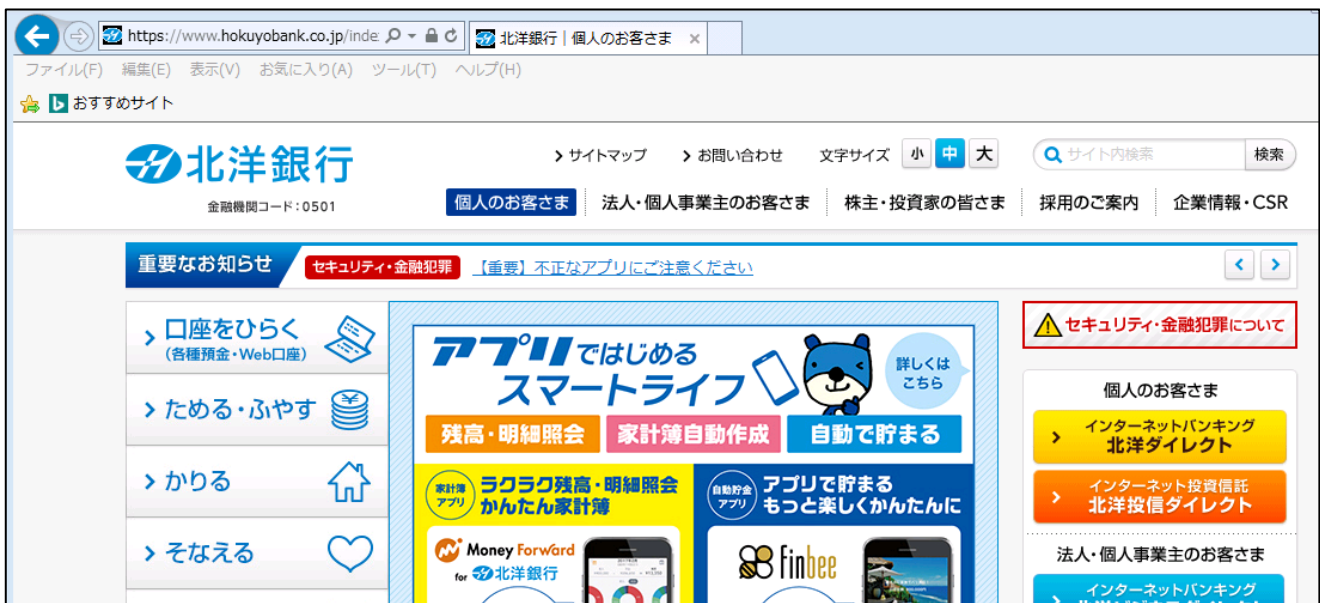 https://www.hokuyobank.co.jp/inde
北洋銀行｜個人のお客さま
ファイル(F) 編集(E) 表示(V) お気に入り(A) ツール(T) ヘルプ(H)
おすすめサイト
北洋銀行
金融機関コード：0501
サイトマップ お問い合わせ 文字サイズ 小 中 大 サイト内検索 検索
個人のお客さま 法人・個人事業主のお客さま 株主・投資家の皆さま 採用のご案内 企業情報・CSR
重要なお知らせ セキュリティ・金融犯罪 【重要】不正なアプリにご注意ください
口座をひらく
(各種預金・Web口座)
ためる・ふやす
かりる
そなえる
アプリではじめる
スマートライフ
詳しくは
こちら
残高・明細照会 家計簿自動作成 自動で貯まる
家計簿
アプリ
ラクラク残高・明細照会
かんたん家計簿
Money Forward
for 北洋銀行
自動貯金
アプリ
アプリで貯まる
もっと楽しくかんたんに
finbee
セキュリティ・金融犯罪について
個人のお客さま
インターネットバンキング
北洋ダイレクト
インターネット投資信託
北洋投信ダイレクト
法人・個人事業主のお客さま
インターネットバンキング